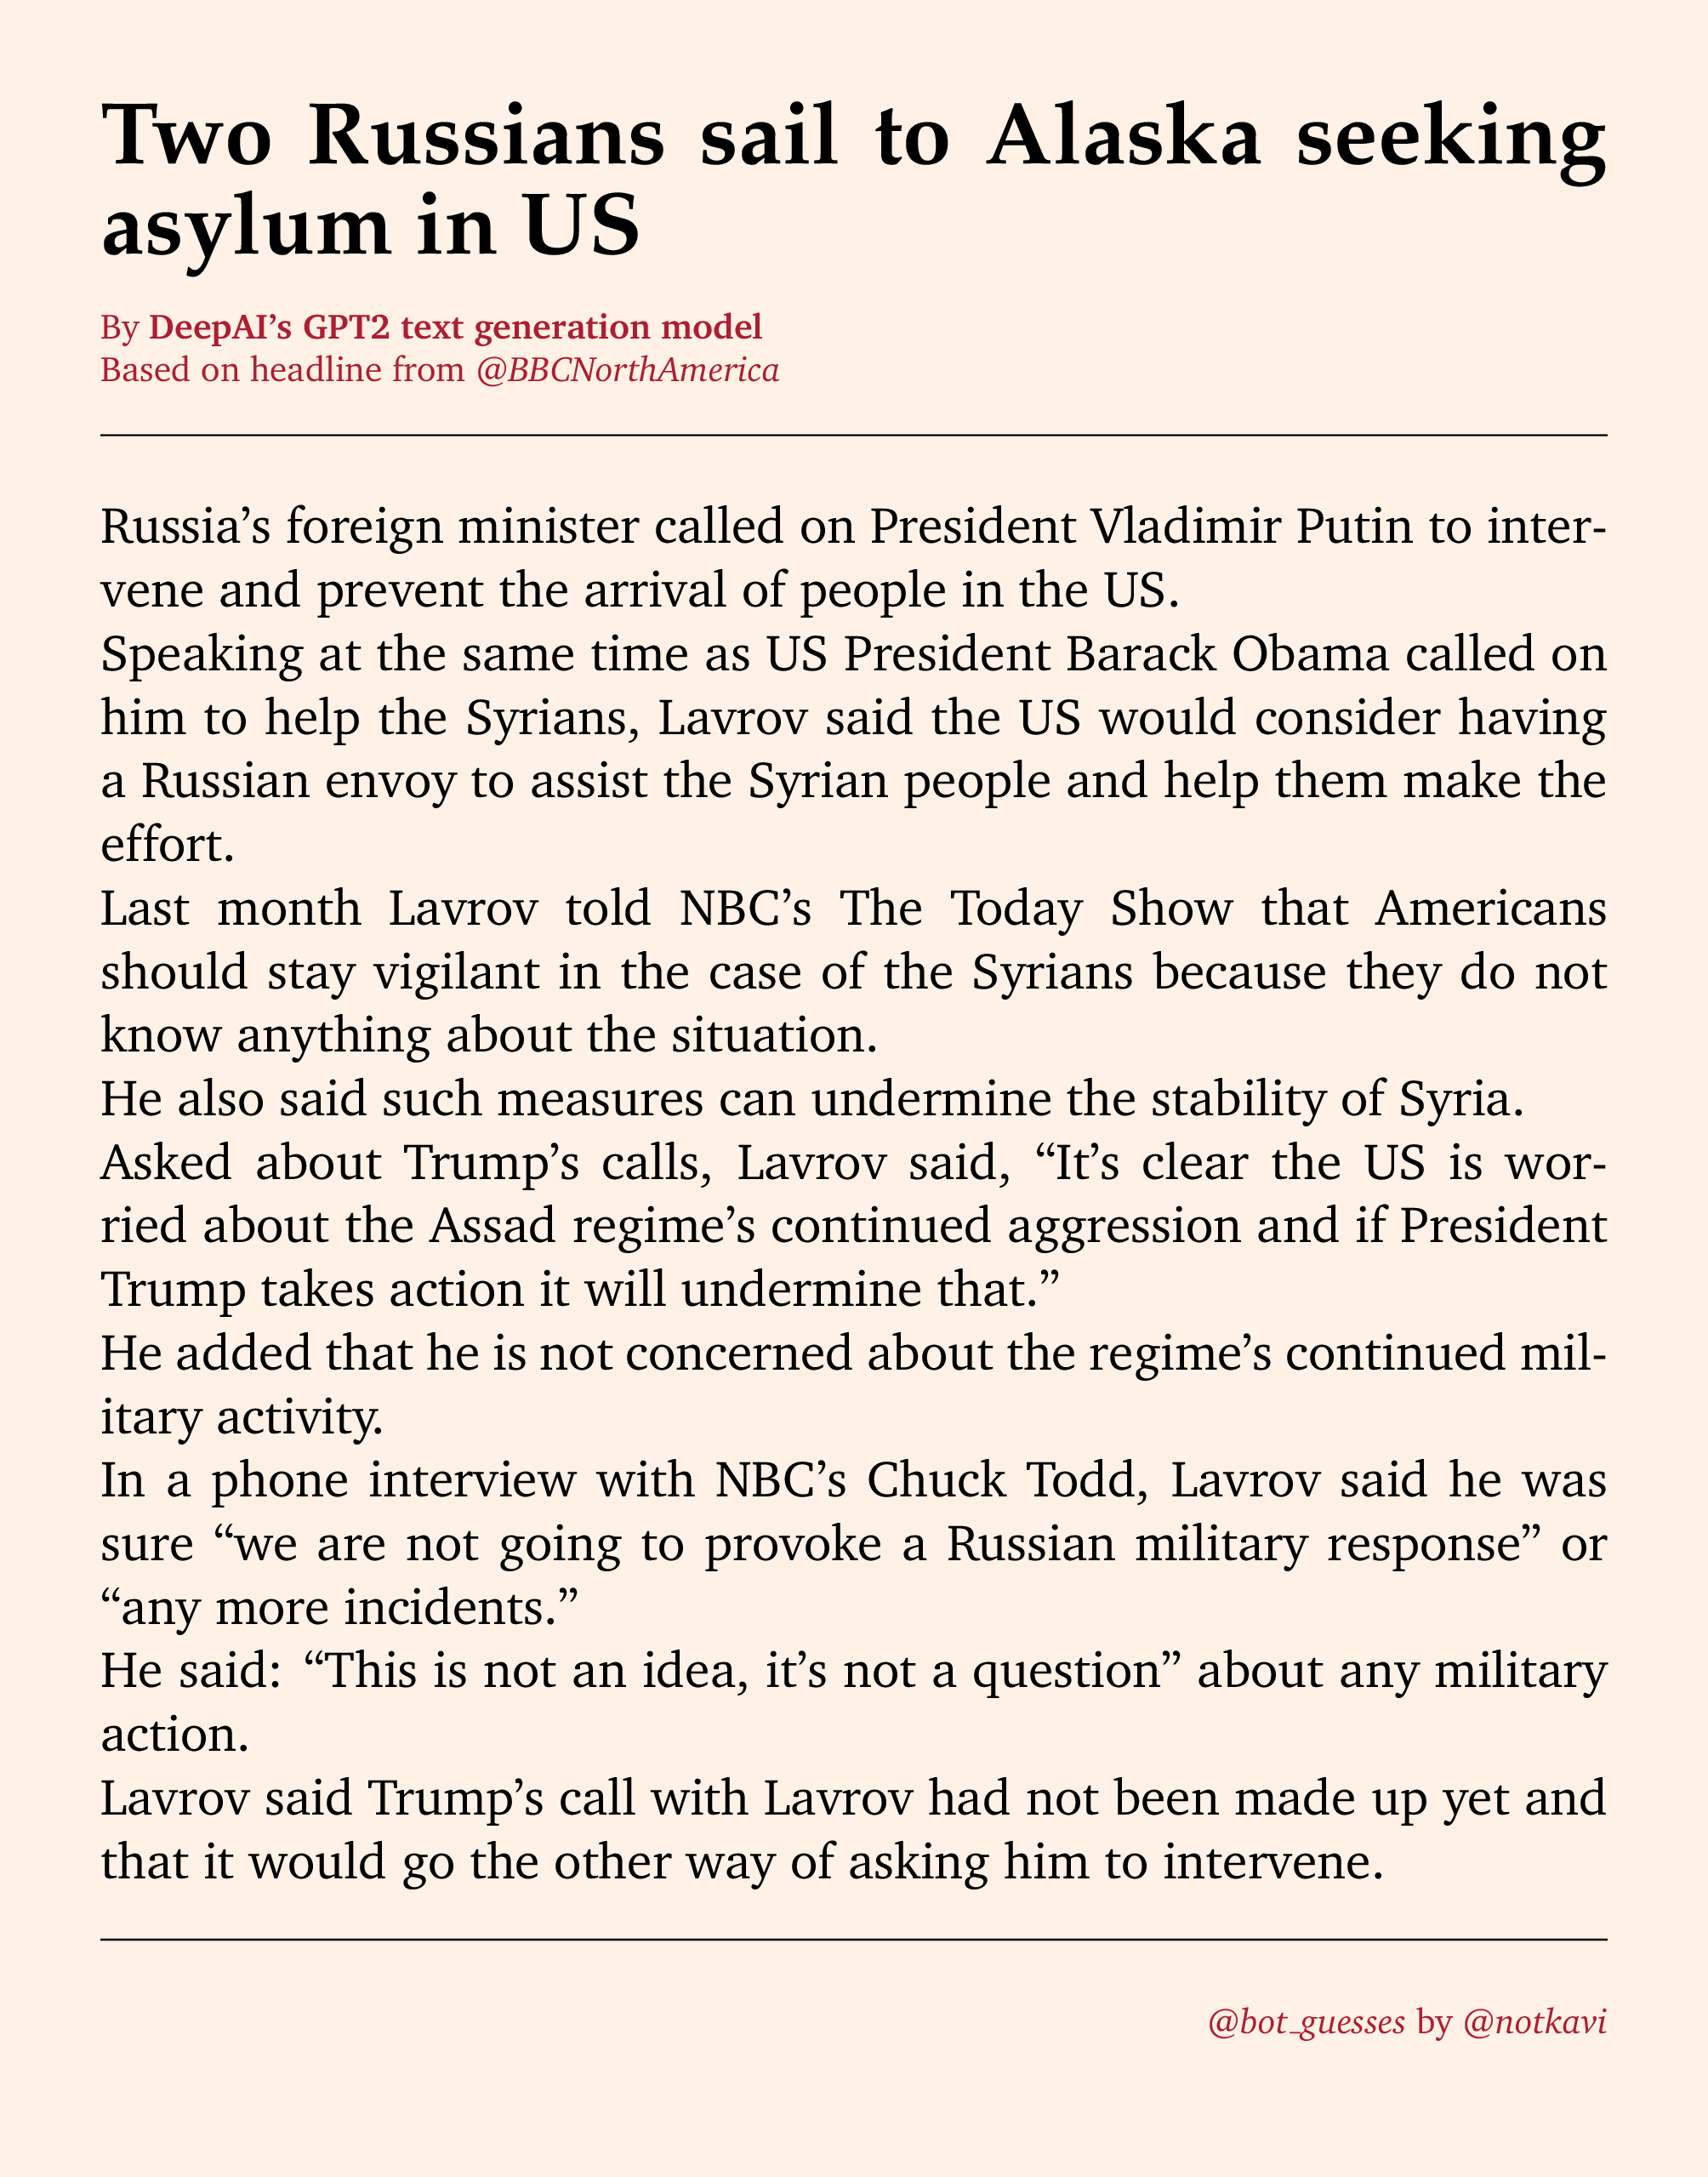 Two Russians sail to Alaska seeking
asylum in US
By DeepAI’s GPT2 text generation model
Based on headline from @BBCNorthAmerica
Russia’s foreign minister called on President Vladimir Putin to inter-
vene and prevent the arrival of people in the US.
Speaking at the same time as US President Barack Obama called on
him to help the Syrians, Lavrov said the US would consider having
a Russian envoy to assist the Syrian people and help them make the
effort.
Last month Lavrov told NBC’s The Today Show that Americans
should stay vigilant in the case of the Syrians because they do not
know anything about the situation.
He also said such measures can undermine the stability of Syria.
Asked about Trump’s calls, Lavrov said, “It’s clear the US is wor-
ried about the Assad regime’s continued aggression and if President
Trump takes action it will undermine that.”
He added that he is not concerned about the regime’s continued mil-
itary activity.
In a phone interview with NBC’s Chuck Todd, Lavrov said he was
sure “we are not going to provoke a Russian military response” or
“any more incidents.”
He said: “This is not an idea, it’s not a question” about any military
action.
Lavrov said Trump’s call with Lavrov had not been made up yet and
that it would go the other way of asking him to intervene.
@bot_guesses by @notkavi